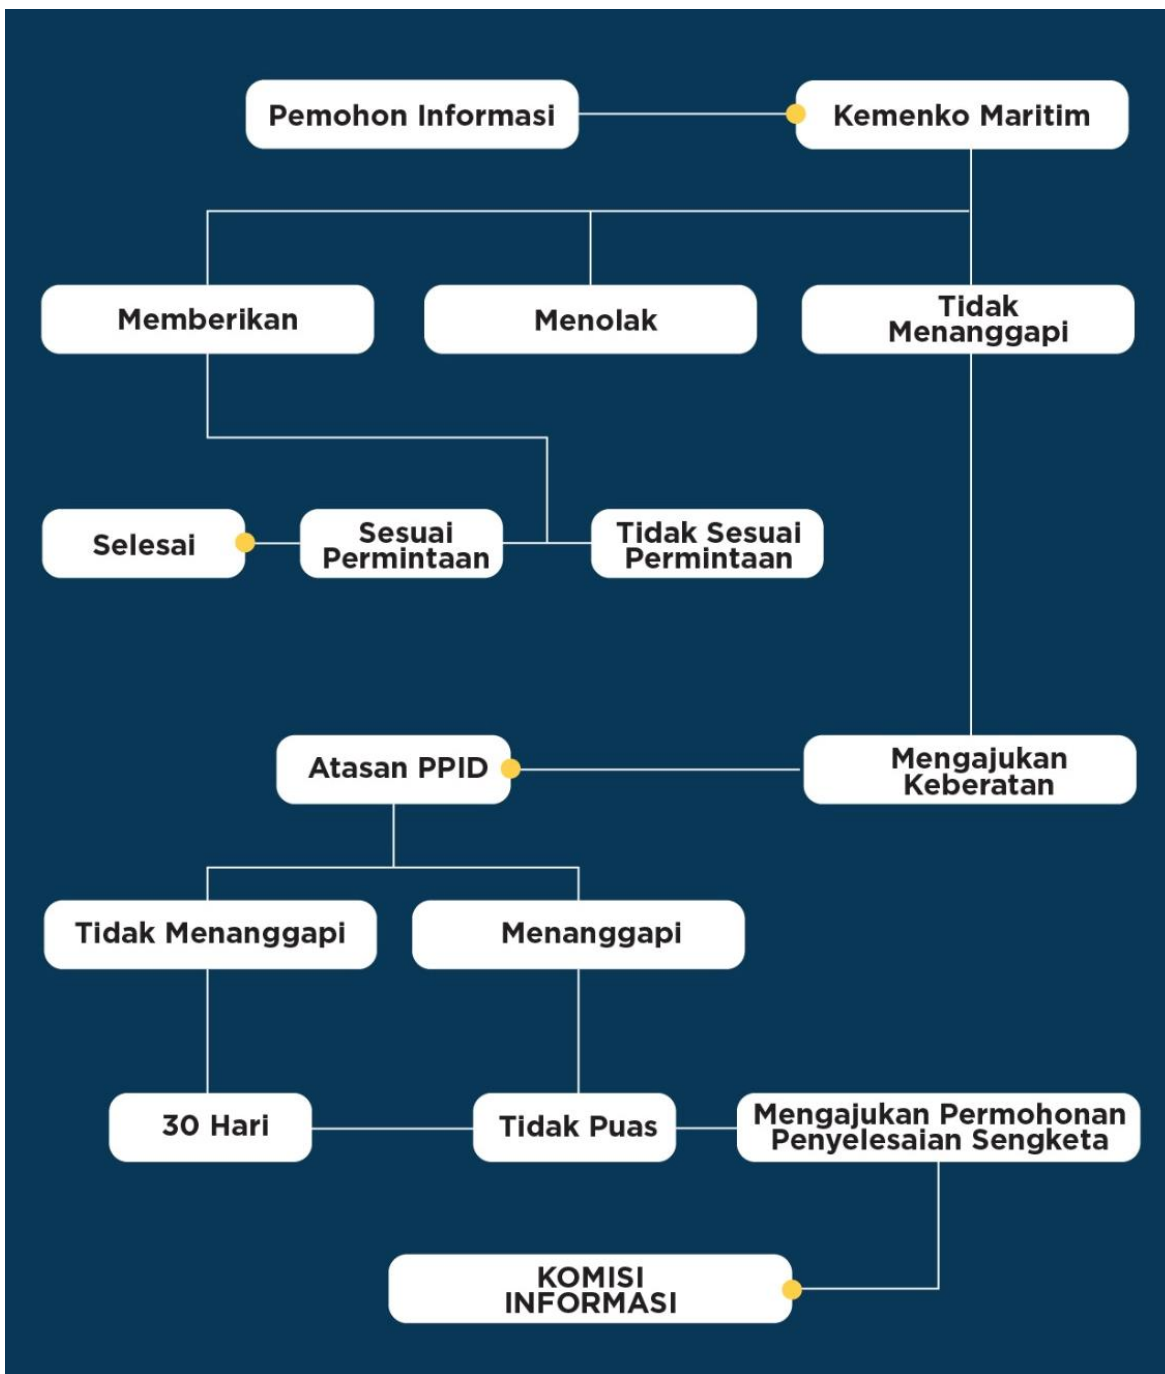 Pemohon Informasi
Kemenko Maritim
Memberikan
Menolak
Tidak
Menanggapi
Selesai
Sesuai
Permintaan
Tidak Sesuai
Permintaan
Atasan PPID
Mengajukan
Keberatan
Tidak Menanggapi
Menanggapi
30 Hari
Tidak Puas
Mengajukan Permohonan
Penyelesaian Sengketa
KOMISI
INFORMASI